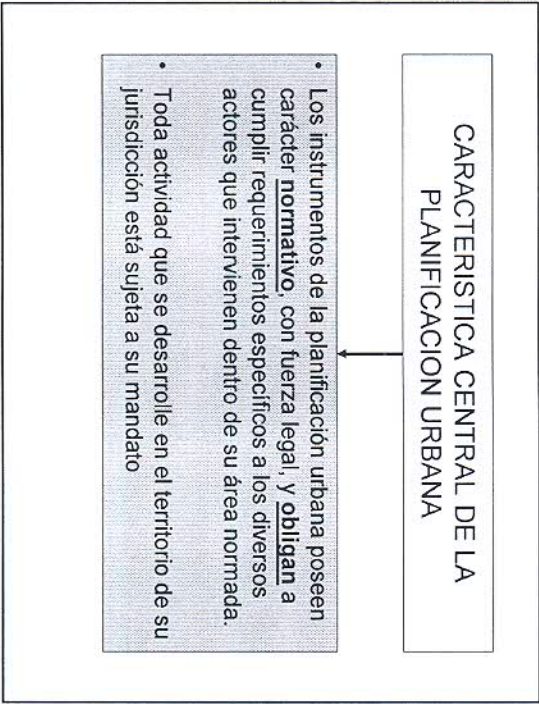 CARACTERISTICA CENTRAL DE LA
PLANIFICACION URBANA
• Los instrumentos de la planificación urbana poseen
carácter normativo, con fuerza legal, y obligan a
cumplir requerimientos específicos a los diversos
actores que intervienen dentro de su área normada.
• Toda actividad que se desarrolle en el territorio de su
jurisdicción está sujeta a su mandato